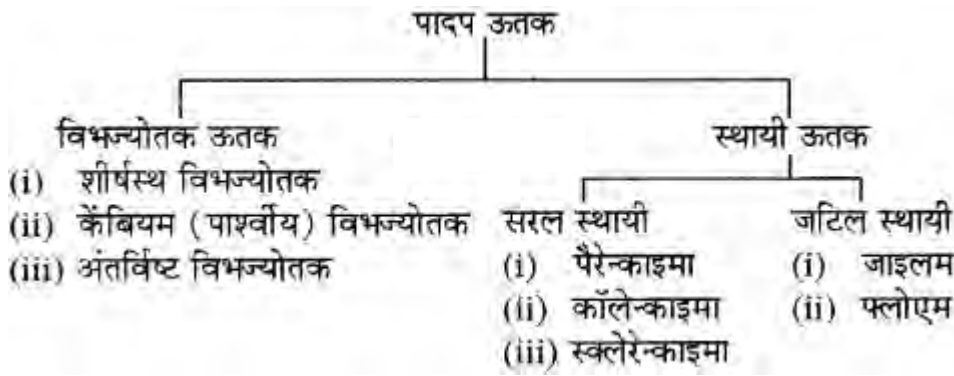 पादप ऊतक
विभज्योतक ऊतक
(i) शीर्षस्थ विभज्योतक
(ii) केंबियम (पार्श्वीय) विभज्योतक
(iii) अंतर्विष्ट विभज्योतक
स्थायी ऊतक
सरल स्थायी
(i) पैरेन्काइमा
(ii) कॉलेन्काइमा
(iii) स्क्लेरेन्काइमा
जटिल स्थायी
(i) जाइलम
(ii) फ्लोएम